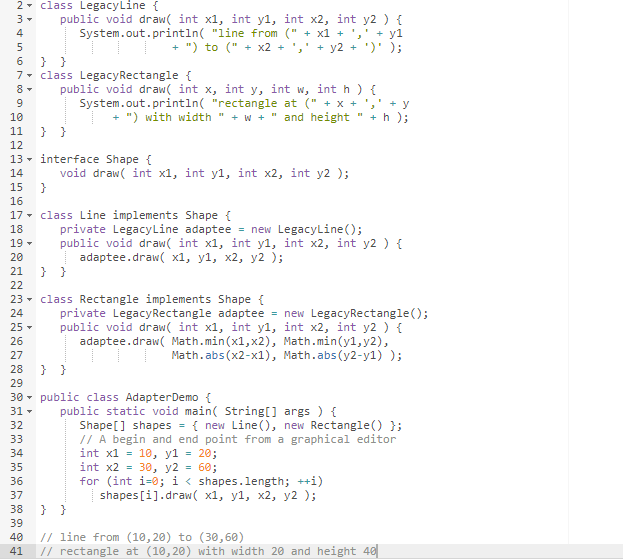 2 class LegacyLine {
3     public void draw( int x1, int y1, int x2, int y2 ) {
4         System.out.println( "line from (" + x1 + ',' + y1
5                       + ") to (" + x2 + ',' + y2 + ')' );
6 }  }
7 class LegacyRectangle {
8     public void draw( int x, int y, int w, int h ) {
9         System.out.println( "rectangle at (" + x + ',' + y
10              + ") with width " + w + " and height " + h );
11 }  }
12
13 interface Shape {
14    void draw( int x1, int y1, int x2, int y2 );
15 }
16
17 class Line implements Shape {
18    private LegacyLine adaptee = new LegacyLine();
19    public void draw( int x1, int y1, int x2, int y2 ) {
20       adaptee.draw( x1, y1, x2, y2 );
21 }  }
22
23 class Rectangle implements Shape {
24    private LegacyRectangle adaptee = new LegacyRectangle();
25    public void draw( int x1, int y1, int x2, int y2 ) {
26       adaptee.draw( Math.min(x1,x2), Math.min(y1,y2),
27                     Math.abs(x2-x1), Math.abs(y2-y1) );
28 }  }
29
30 public class AdapterDemo {
31    public static void main( String[] args ) {
32       Shape[] shapes = { new Line(), new Rectangle() };
33       // A begin and end point from a graphical editor
34       int x1 = 10, y1 = 20;
35       int x2 = 30, y2 = 60;
36       for (int i=0; i < shapes.length; ++i)
37          shapes[i].draw( x1, y1, x2, y2 );
38 }  }
39
40 // line from (10,20) to (30,60)
41 // rectangle at (10,20) with width 20 and height 40